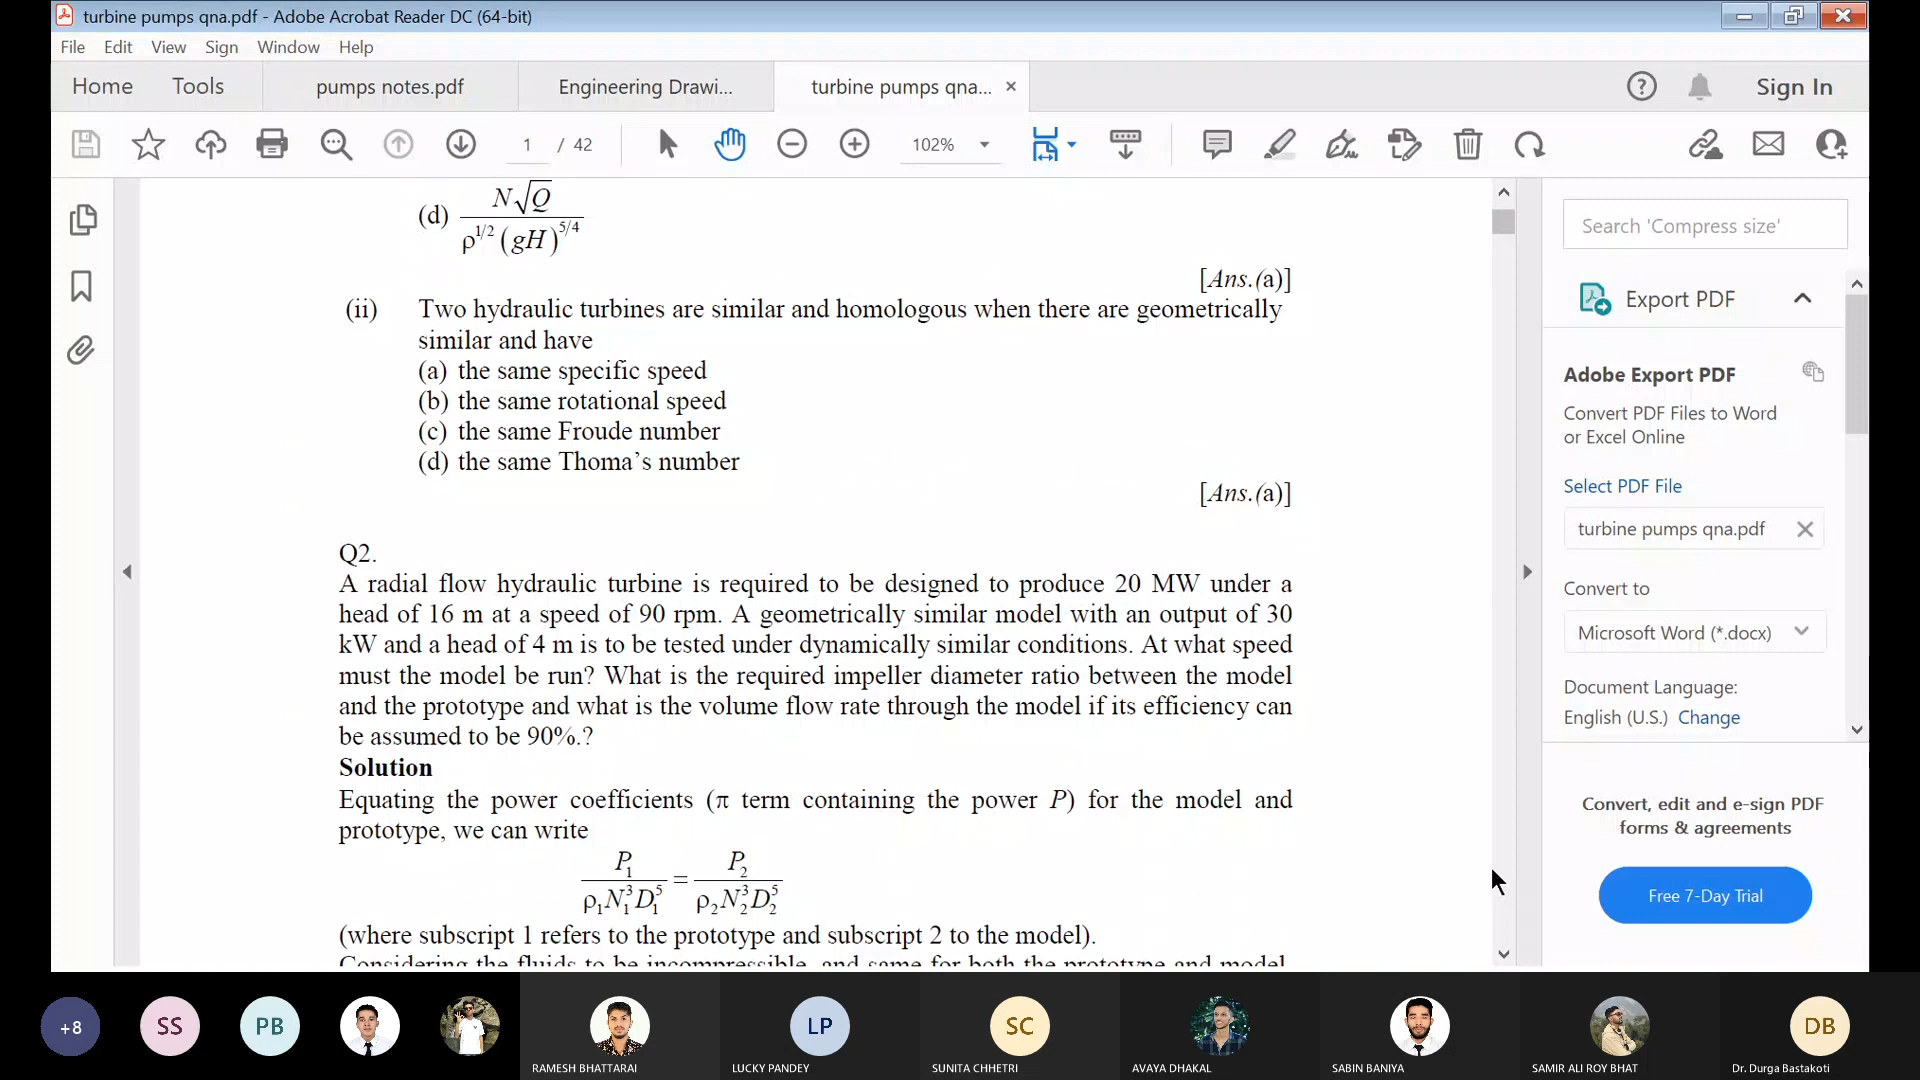 turbine pumps qna.pdf - Adobe Acrobat Reader DC (64-bit)
File Edit View Sign Window Help
Home Tools pumps notes.pdf Engineering Drawi... turbine pumps qna... × Sign In
1 / 42 102%
(d) N√Q / ρ^1/2 (gH)^5/4
[Ans.(a)]
(ii) Two hydraulic turbines are similar and homologous when there are geometrically
similar and have
(a) the same specific speed
(b) the same rotational speed
(c) the same Froude number
(d) the same Thoma's number
[Ans.(a)]
Q2.
A radial flow hydraulic turbine is required to be designed to produce 20 MW under a
head of 16 m at a speed of 90 rpm. A geometrically similar model with an output of 30
kW and a head of 4 m is to be tested under dynamically similar conditions. At what speed
must the model be run? What is the required impeller diameter ratio between the model
and the prototype and what is the volume flow rate through the model if its efficiency can
be assumed to be 90%.?
Solution
Equating the power coefficients (π term containing the power P) for the model and
prototype, we can write
P₁ / ρ₁N₁³D₁⁵ = P₂ / ρ₂N₂³D₂⁵
(where subscript 1 refers to the prototype and subscript 2 to the model).
Considering the fluids to be incompressible, and same for both the prototype and model,
Search 'Compress size'
Export PDF
Adobe Export PDF
Convert PDF Files to Word
or Excel Online
Select PDF File
turbine pumps qna.pdf
Convert to
Microsoft Word (*.docx)
Document Language:
English (U.S.) Change
Convert, edit and e-sign PDF
forms & agreements
Free 7-Day Trial
+8 SS PB LP SC DB
RAMESH BHATTARAI LUCKY PANDEY SUNITA CHHETRI AVAYA DHAKAL SABIN BANIYA SAMIR ALI ROY BHAT Dr. Durga Bastakoti